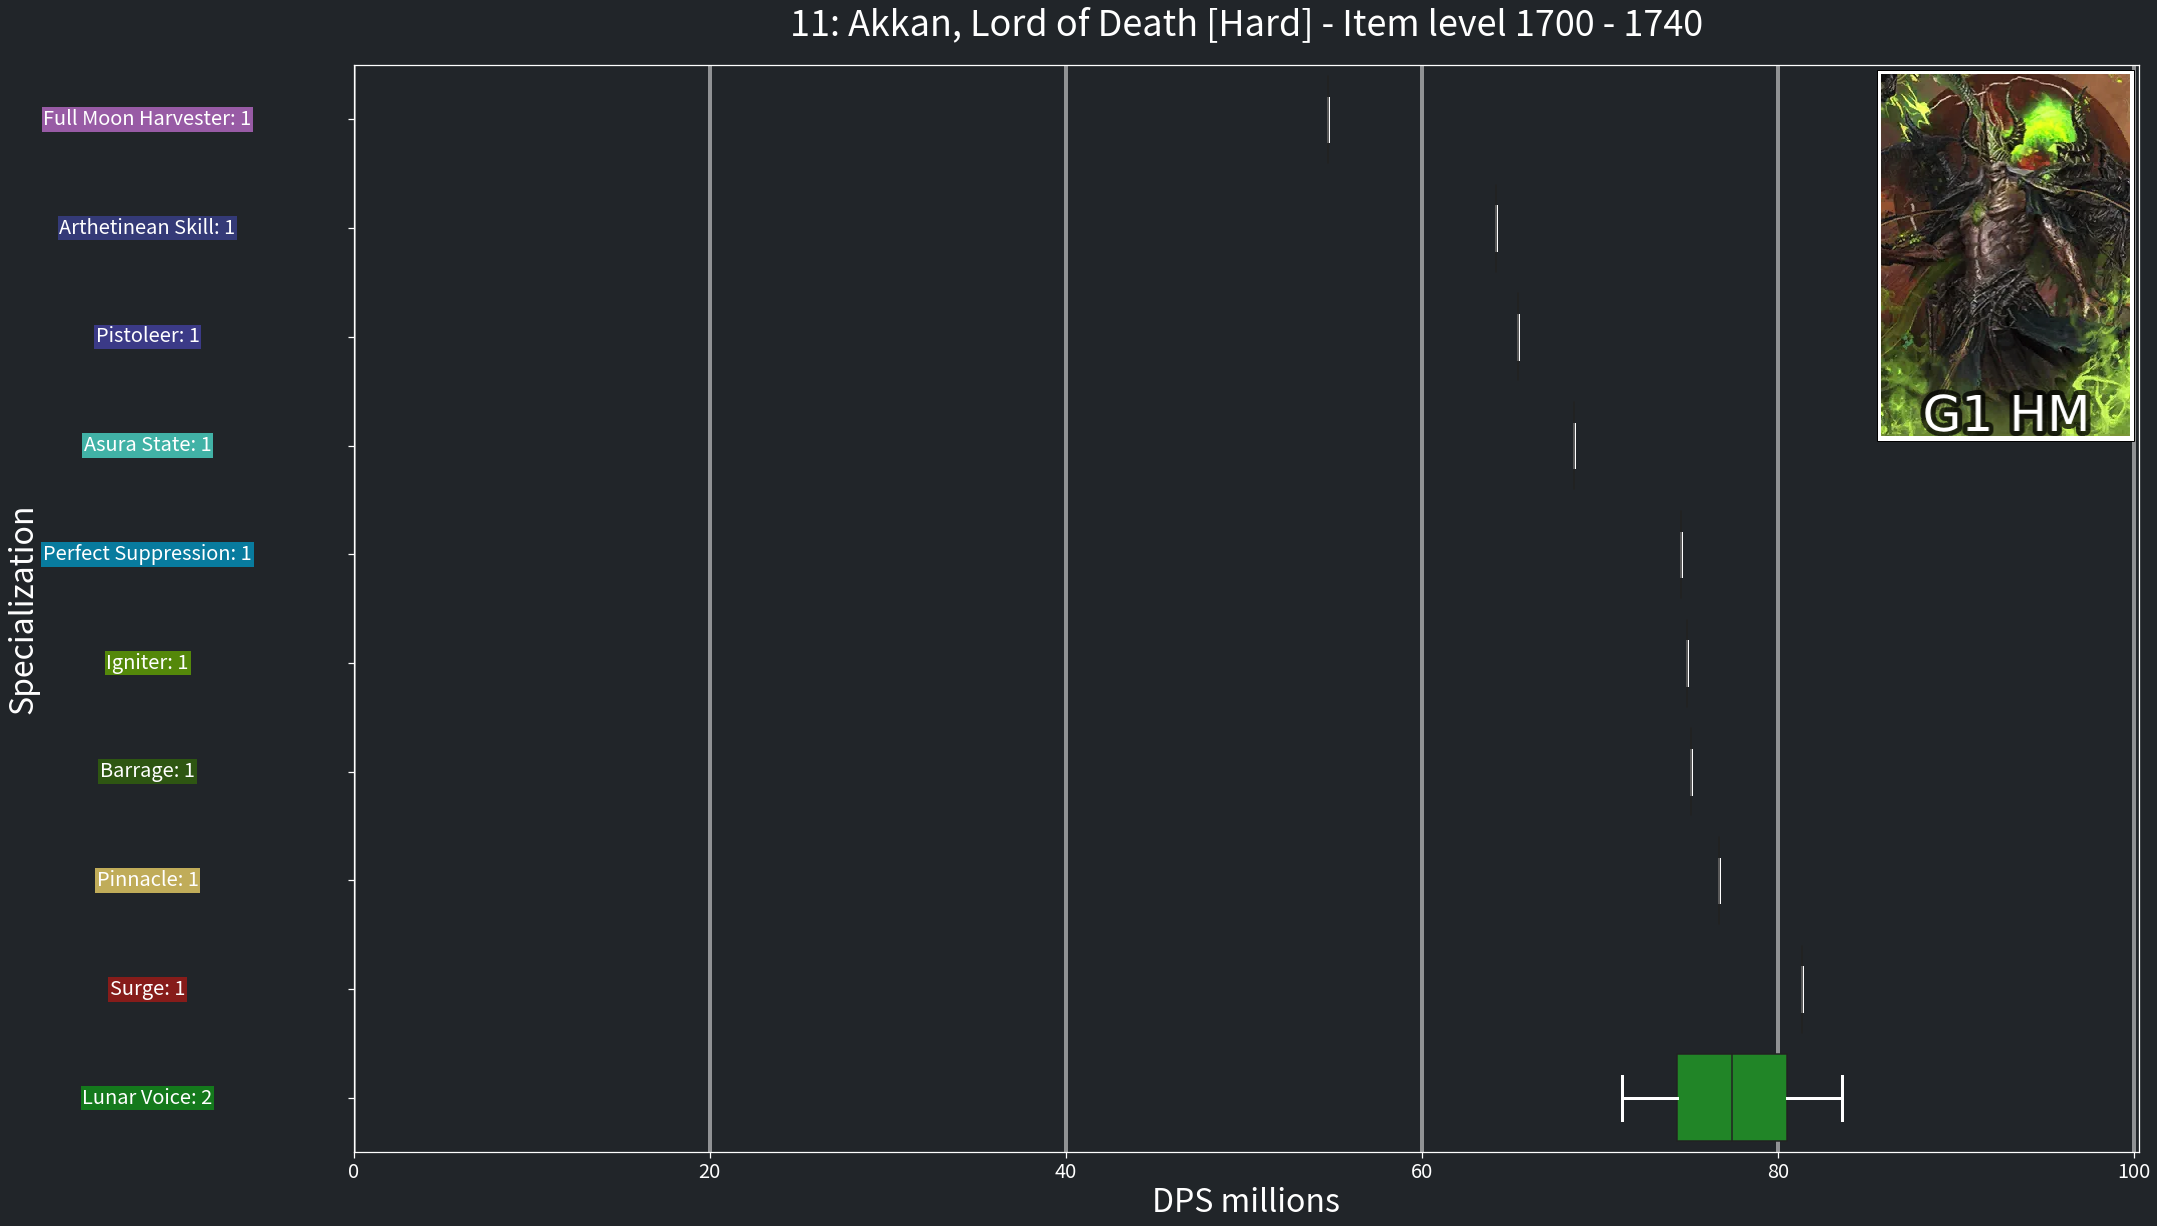 11: Akkan, Lord of Death [Hard] - Item level 1700 - 1740
Full Moon Harvester: 1
Arthetinean Skill: 1
Pistoleer: 1
Asura State: 1
Perfect Suppression: 1
Igniter: 1
Barrage: 1
Pinnacle: 1
Surge: 1
Lunar Voice: 2
Specialization
G1 HM
0 20 40 60 80 100
DPS millions